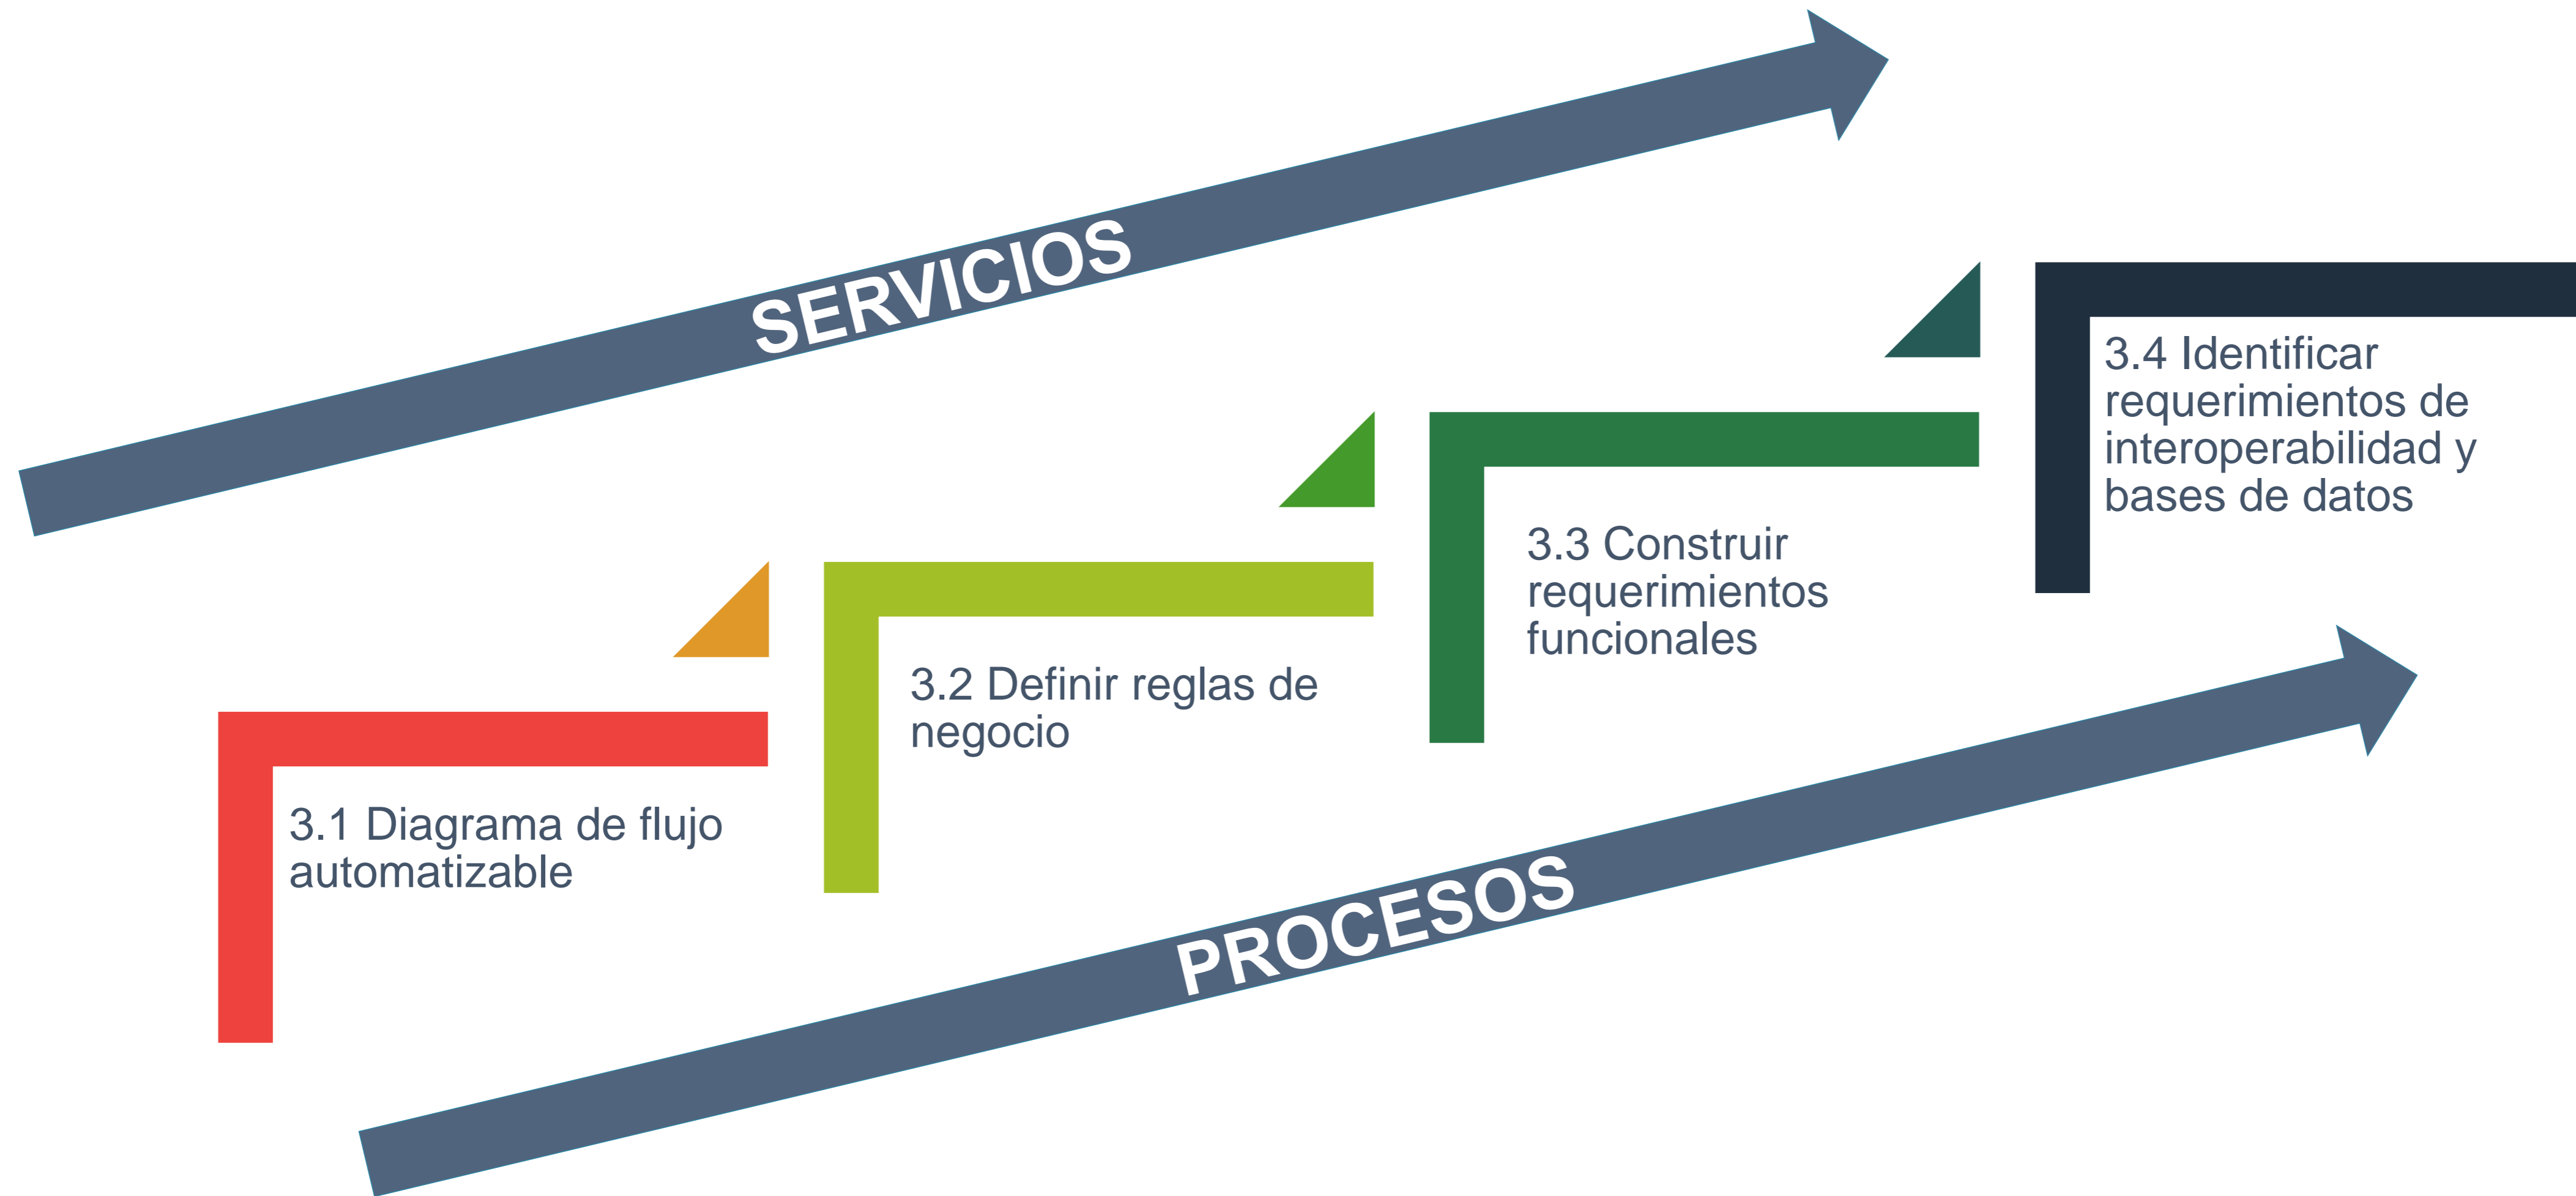 SERVICIOS
3.1 Diagrama de flujo
automatizable
3.2 Definir reglas de
negocio
3.3 Construir
requerimientos
funcionales
3.4 Identificar
requerimientos de
interoperabilidad y
bases de datos
PROCESOS